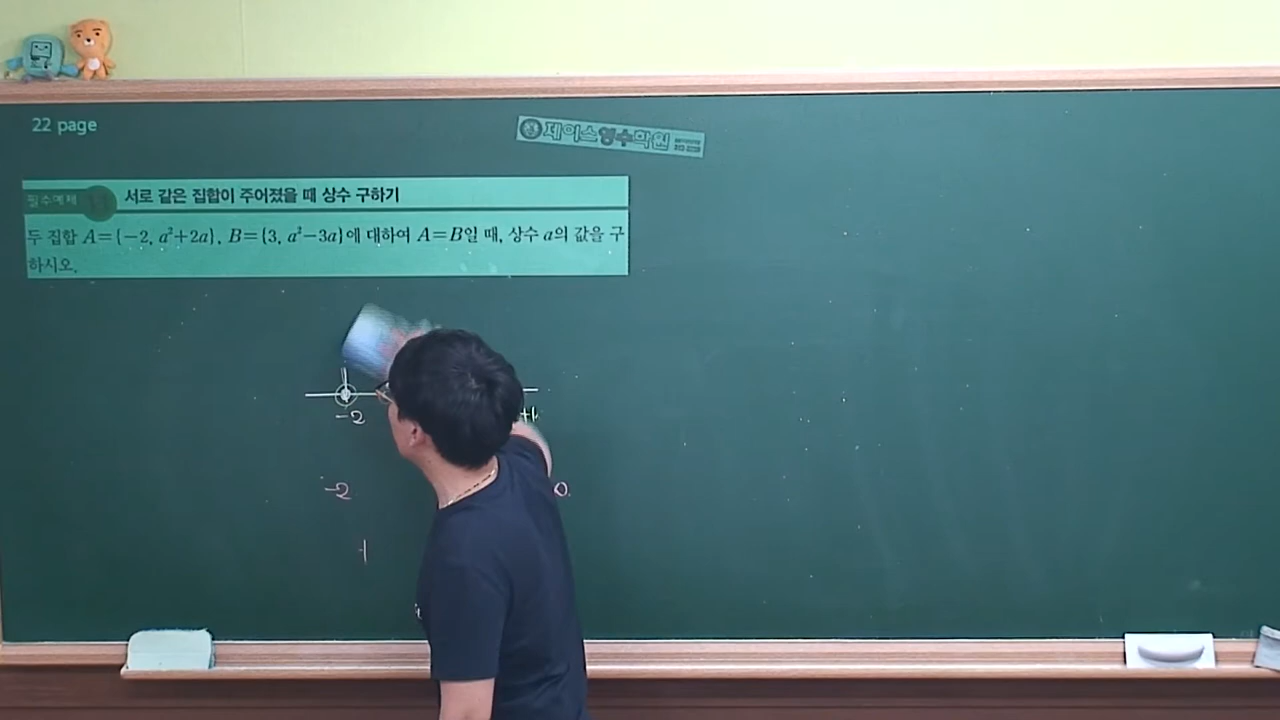 22 page
제이스영수학원
필수예제 서로 같은 집합이 주어졌을 때 상수 구하기
두 집합 A={-2, a²+2a}, B={3, a²-3a}에 대하여 A=B일 때, 상수 a의 값을 구
하시오.
-2
-2
0.